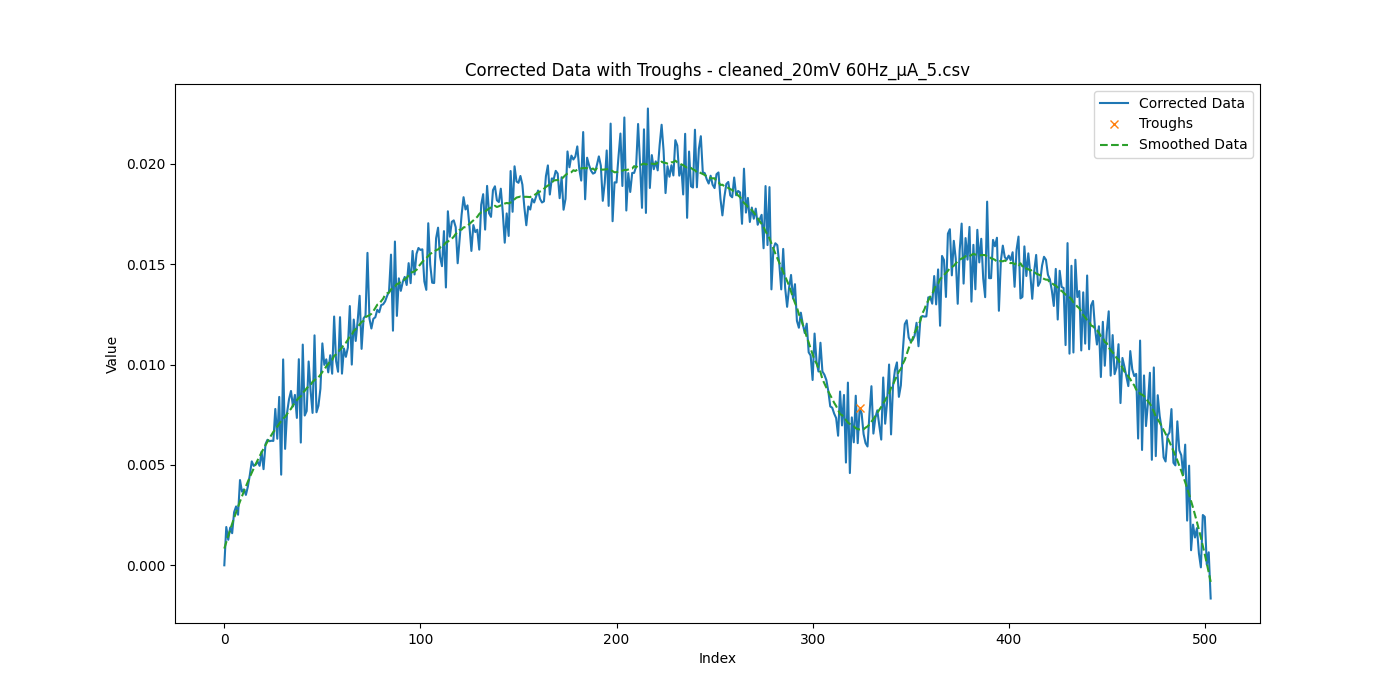 Corrected Data with Troughs - cleaned_20mV 60Hz_µA_5.csv
Corrected Data
Troughs
Smoothed Data
0.020
0.015
0.010
0.005
0.000
Value
0 100 200 300 400 500
Index